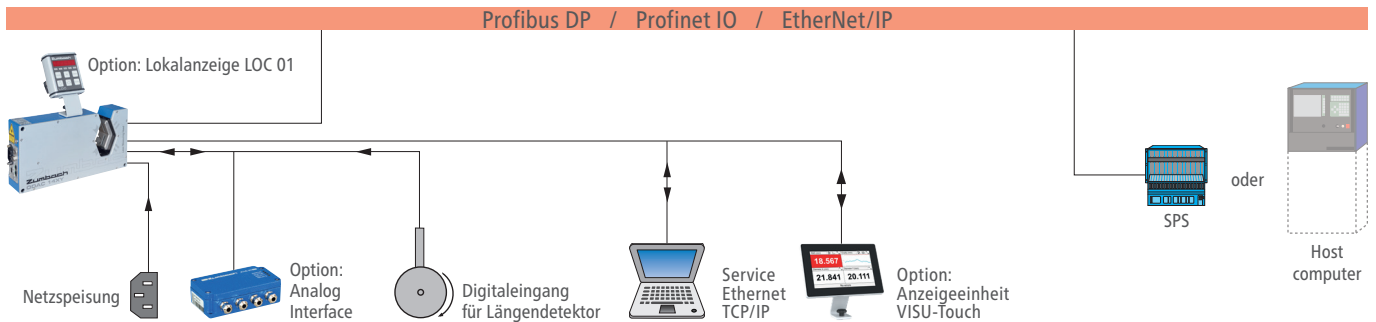 Profibus DP / Profinet IO / EtherNet/IP
Option: Lokalanzeige LOC 01
Zumbach
oder
SPS
Host
computer
Netzspeisung
Option:
Analog
Interface
Digitaleingang
für Längendetektor
Service
Ethernet
TCP/IP
18.567
21.841 20.111
Option:
Anzeigeeinheit
VISU-Touch